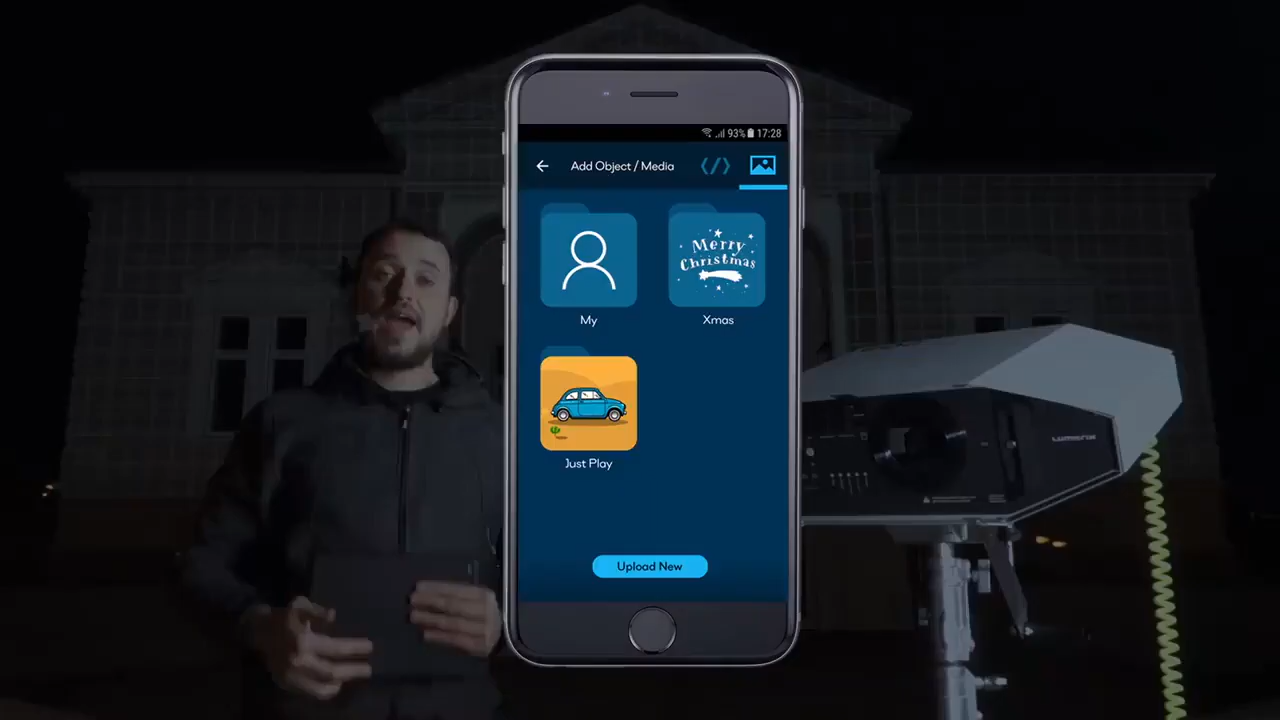 93% 17:28
Add Object / Media
Merry
Christmas
My
Xmas
Just Play
Upload New